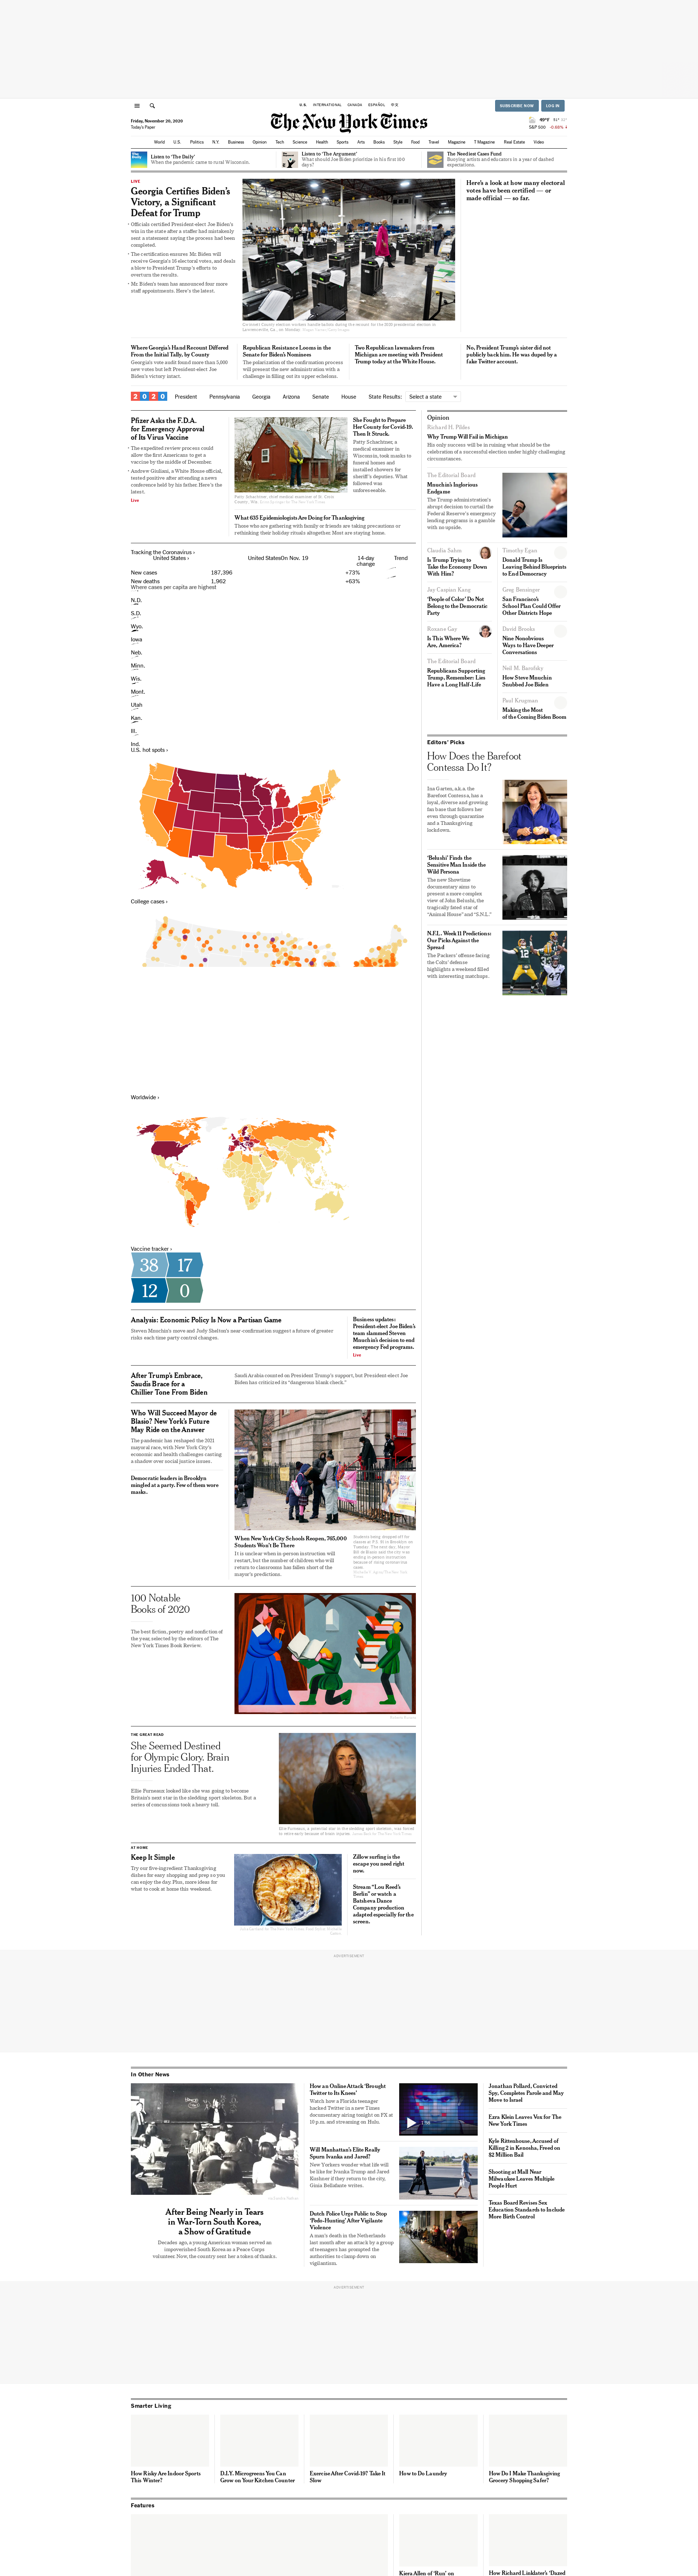 U.S. INTERNATIONAL CANADA ESPAÑOL 中文
SUBSCRIBE NOW
LOG IN
Friday, November 20, 2020
Today's Paper
The New York Times
49°F
S&P 500
World U.S. Politics N.Y. Business Opinion Tech Science Health Sports Arts Books Style Food Travel Magazine T Magazine Real Estate Video
Listen to 'The Daily'
When the pandemic came to rural Wisconsin.
Listen to 'The Argument'
What should Joe Biden prioritize in his first 100
days?
The Neediest Cases Fund
Buoying artists and educators in a year of dashed
expectations.
LIVE
Georgia Certifies Biden's
Victory, a Significant
Defeat for Trump
Officials certified President-elect Joe Biden's
win in the state after a staffer had mistakenly
sent a statement saying the process had been
completed.
The certification ensures Mr. Biden will
receive Georgia's 16 electoral votes, and deals
a blow to President Trump's efforts to
overturn the results.
Mr. Biden's team has announced four more
staff appointments. Here's the latest.
Here's a look at how many electoral
votes have been certified — or
made official — so far.
Where Georgia's Hand Recount Differed
From the Initial Tally, by County
Georgia's vote audit found more than 5,000
new votes but left President-elect Joe
Biden's victory intact.
Republican Resistance Looms in the
Senate for Biden's Nominees
The polarization of the confirmation process
will present the new administration with a
challenge in filling out its upper echelons.
Two Republican lawmakers from
Michigan are meeting with President
Trump today at the White House.
No, President Trump's sister did not
publicly back him. He was duped by a
fake Twitter account.
2020 President Pennsylvania Georgia Arizona Senate House State Results: Select a state
Pfizer Asks the F.D.A.
for Emergency Approval
of Its Virus Vaccine
The expedited review process could
allow the first Americans to get a
vaccine by the middle of December.
Andrew Giuliani, a White House official,
tested positive after attending a news
conference held by his father. Here's the
latest.
Live
She Fought to Prepare
Her County for Covid-19.
Then It Struck.
Patty Schachtner, a
medical examiner in
Wisconsin, took masks to
funeral homes and
installed showers for
sheriff's deputies. What
followed was
unforeseeable.
What 635 Epidemiologists Are Doing for Thanksgiving
Those who are gathering with family or friends are taking precautions or
rethinking their holiday rituals altogether. Most are staying home.
Tracking the Coronavirus ›
United States › United States On Nov. 19 14-day
change Trend
New cases 187,396 +73%
New deaths 1,962 +63%
Where cases per capita are highest
N.D.
S.D.
Wyo.
Iowa
Neb.
Minn.
Wis.
Mont.
Utah
Kan.
Ill.
Ind.
U.S. hot spots ›
College cases ›
Worldwide ›
Vaccine tracker ›
38 17
12 0
Opinion
Richard H. Pildes
Why Trump Will Fail in Michigan
His only success will be in ruining what should be the
celebration of a successful election under highly challenging
circumstances.
The Editorial Board
Mnuchin's Inglorious
Endgame
The Trump administration's
abrupt decision to curtail the
Federal Reserve's emergency
lending programs is a gamble
with no upside.
Claudia Sahm
Is Trump Trying to
Take the Economy Down
With Him?
Timothy Egan
Donald Trump Is
Leaving Behind Blueprints
to End Democracy
Jay Caspian Kang
'People of Color' Do Not
Belong to the Democratic
Party
Greg Bensinger
San Francisco's
School Plan Could Offer
Other Districts Hope
Roxane Gay
Is This Where We
Are, America?
David Brooks
Nine Nonobvious
Ways to Have Deeper
Conversations
The Editorial Board
Republicans Supporting
Trump, Remember: Lies
Have a Long Half-Life
Neil M. Barofsky
How Steve Mnuchin
Snubbed Joe Biden
Paul Krugman
Making the Most
of the Coming Biden Boom
Editors' Picks
How Does the Barefoot
Contessa Do It?
Ina Garten, a.k.a. the
Barefoot Contessa, has a
loyal, diverse and growing
fan base that follows her
even through quarantine
and a Thanksgiving
lockdown.
'Belushi' Finds the
Sensitive Man Inside the
Wild Persona
The new Showtime
documentary aims to
present a more complex
view of John Belushi, the
tragically fated star of
"Animal House" and "S.N.L."
N.F.L. Week 11 Predictions:
Our Picks Against the
Spread
The Packers' offense facing
the Colts' defense
highlights a weekend filled
with interesting matchups.
Analysis: Economic Policy Is Now a Partisan Game
Steven Mnuchin's move and Judy Shelton's near-confirmation suggest a future of greater
risks each time party control changes.
Business updates:
President-elect Joe Biden's
team slammed Steven
Mnuchin's decision to end
emergency Fed programs.
Live
After Trump's Embrace,
Saudis Brace for a
Chillier Tone From Biden
Saudi Arabia counted on President Trump's support, but President-elect Joe
Biden has criticized its "dangerous blank check."
Who Will Succeed Mayor de
Blasio? New York's Future
May Ride on the Answer
The pandemic has reshaped the 2021
mayoral race, with New York City's
economic and health challenges casting
a shadow over social justice issues.
Democratic leaders in Brooklyn
mingled at a party. Few of them wore
masks.
When New York City Schools Reopen, 765,000
Students Won't Be There
It is unclear when in-person instruction will
restart, but the number of children who will
return to classrooms has fallen short of the
mayor's predictions.
100 Notable
Books of 2020
The best fiction, poetry and nonfiction of
the year, selected by the editors of The
New York Times Book Review.
THE GREAT READ
She Seemed Destined
for Olympic Glory. Brain
Injuries Ended That.
Ellie Furneaux looked like she was going to become
Britain's next star in the sledding sport skeleton. But a
series of concussions took a heavy toll.
AT HOME
Keep It Simple
Try our five-ingredient Thanksgiving
dishes for easy shopping and prep so you
can enjoy the day. Plus, more ideas for
what to cook at home this weekend.
Zillow surfing is the
escape you need right
now.
Stream "Lou Reed's
Berlin" or watch a
Batsheva Dance
Company production
adapted especially for the
screen.
ADVERTISEMENT
In Other News
After Being Nearly in Tears
in War-Torn South Korea,
a Show of Gratitude
Decades ago, a young American woman served an
impoverished South Korea as a Peace Corps
volunteer. Now, the country sent her a token of thanks.
How an Online Attack 'Brought
Twitter to Its Knees'
Watch how a Florida teenager
hacked Twitter in a new Times
documentary airing tonight on FX at
10 p.m. and streaming on Hulu.
Will Manhattan's Elite Really
Spurn Ivanka and Jared?
New Yorkers wonder what life will
be like for Ivanka Trump and Jared
Kushner if they return to the city,
Ginia Bellafante writes.
Dutch Police Urge Public to Stop
'Pedo-Hunting' After Vigilante
Violence
A man's death in the Netherlands
last month after an attack by a group
of teenagers has prompted the
authorities to clamp down on
vigilantism.
Jonathan Pollard, Convicted
Spy, Completes Parole and May
Move to Israel
Ezra Klein Leaves Vox for The
New York Times
Kyle Rittenhouse, Accused of
Killing 2 in Kenosha, Freed on
$2 Million Bail
Shooting at Mall Near
Milwaukee Leaves Multiple
People Hurt
Texas Board Revises Sex
Education Standards to Include
More Birth Control
ADVERTISEMENT
Smarter Living
How Risky Are Indoor Sports
This Winter?
D.I.Y. Microgreens You Can
Grow on Your Kitchen Counter
Exercise After Covid-19? Take It
Slow
How to Do Laundry
How Do I Make Thanksgiving
Grocery Shopping Safer?
Features
Kiera Allen of 'Run' on
How Richard Linklater's 'Dazed